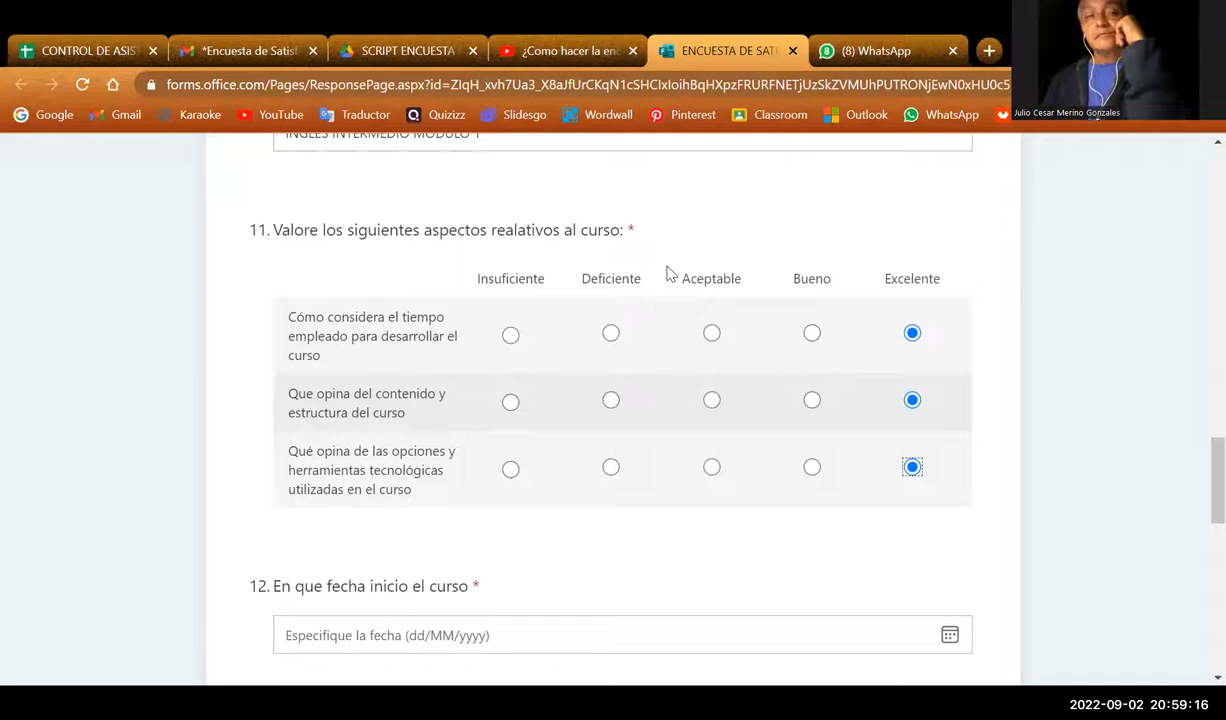 CONTROL DE ASIS
*Encuesta de Satisf
SCRIPT ENCUESTA
¿Como hacer la enc
ENCUESTA DE SATI
(8) WhatsApp
forms.office.com/Pages/ResponsePage.aspx?id=ZIqH_xvh7Ua3_X8aJfUrCKqN1cSHCIxIoihBqHXpzFRURFNETjUzSkZVMUhPUTRONjEwN0xHU0c5
Julio Cesar Merino Gonzales
Google
Gmail
Karaoke
YouTube
Traductor
Quizizz
Slidesgo
Wordwall
Pinterest
Classroom
Outlook
WhatsApp
INGLES INTERMEDIO MODULO 1
11. Valore los siguientes aspectos realativos al curso: *
Insuficiente Deficiente Aceptable Bueno Excelente
Cómo considera el tiempo
empleado para desarrollar el
curso
Que opina del contenido y
estructura del curso
Qué opina de las opciones y
herramientas tecnológicas
utilizadas en el curso
12. En que fecha inicio el curso *
Especifique la fecha (dd/MM/yyyy)
2022-09-02 20:59:16